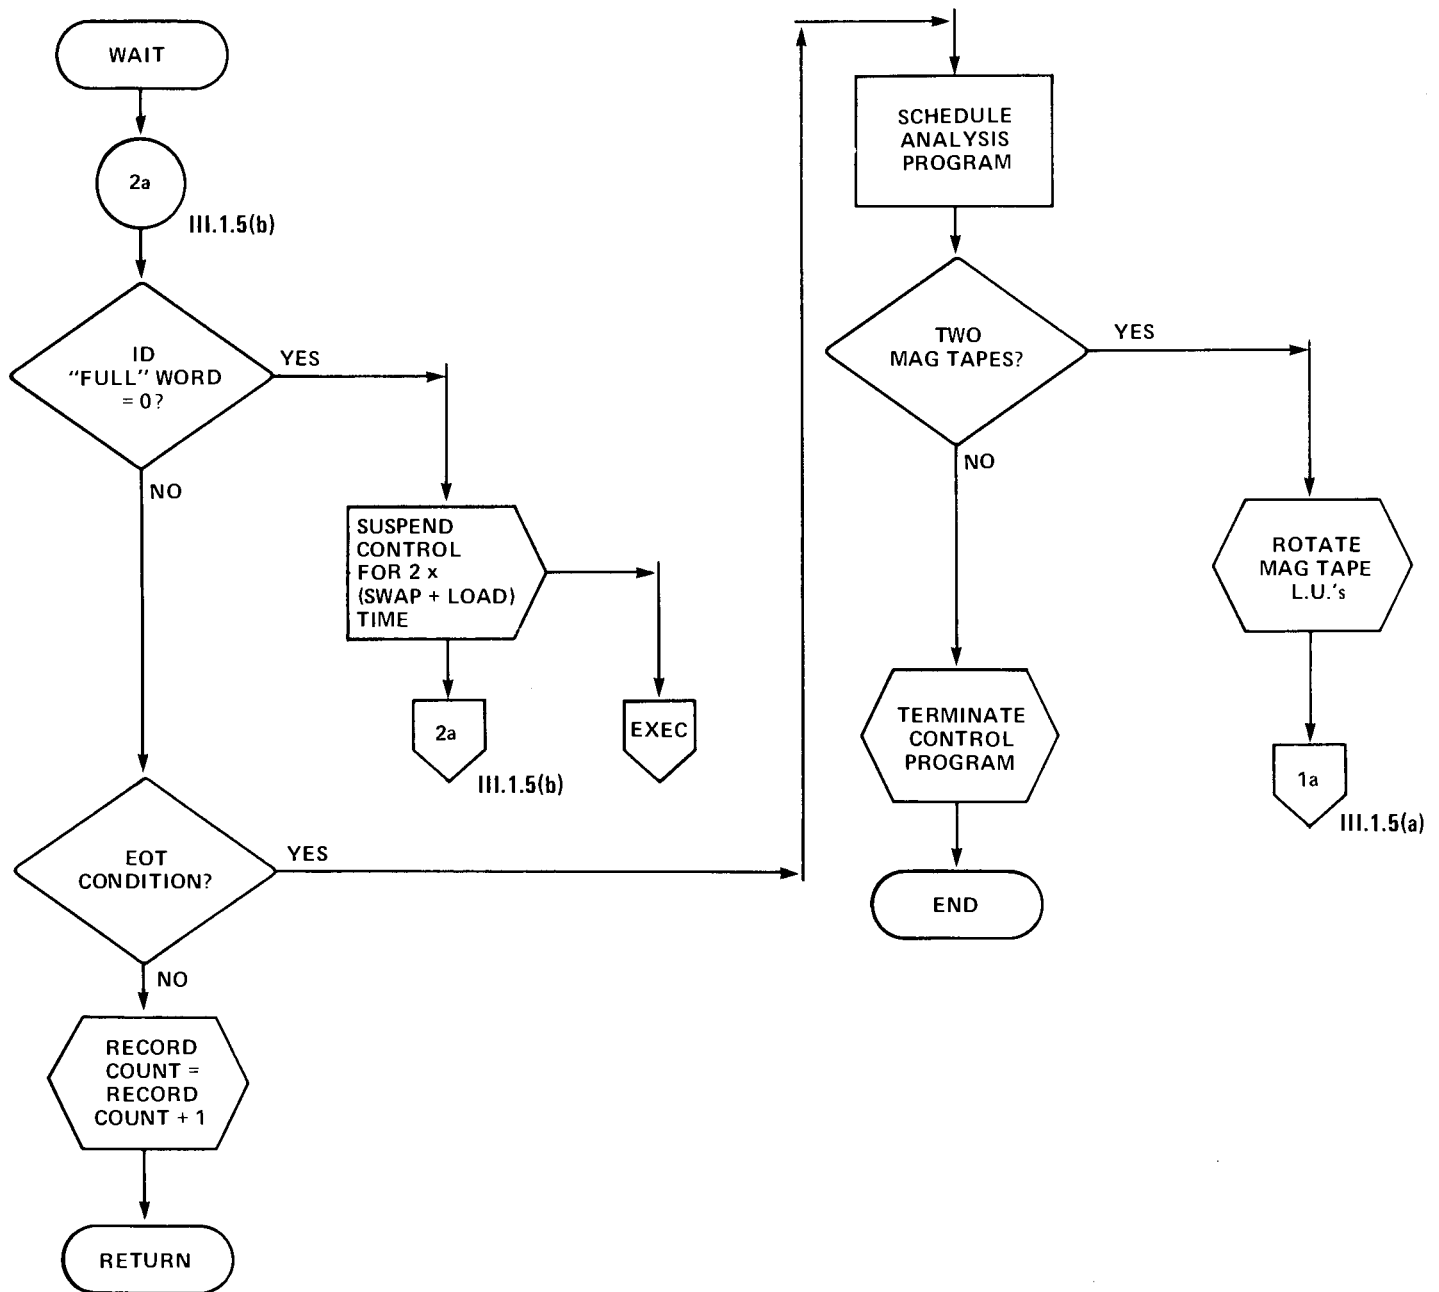 WAIT
2a
III.1.5(b)
ID
“FULL” WORD
= 0?
YES
NO
SUSPEND
CONTROL
FOR 2 x
(SWAP + LOAD)
TIME
2a
III.1.5(b)
EXEC
EOT
CONDITION?
YES
NO
RECORD
COUNT =
RECORD
COUNT + 1
RETURN
SCHEDULE
ANALYSIS
PROGRAM
TWO
MAG TAPES?
YES
NO
TERMINATE
CONTROL
PROGRAM
END
ROTATE
MAG TAPE
L.U.'s
1a
III.1.5(a)